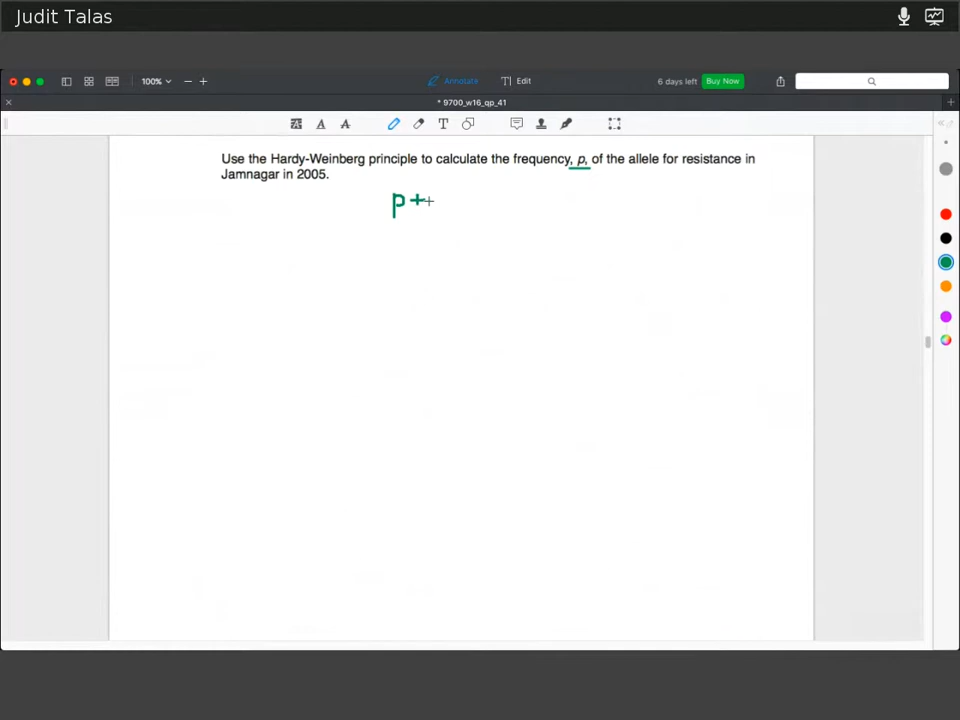 Judit Talas
100%
Annotate
Edit
6 days left
Buy Now
* 9700_w16_qp_41
Use the Hardy-Weinberg principle to calculate the frequency, p, of the allele for resistance in
Jamnagar in 2005.
p+